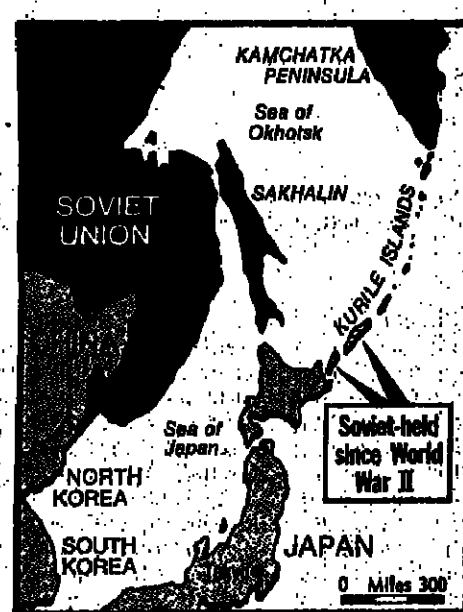 KAMCHATKA
PENINSULA
Sea of
Okhotsk
SAKHALIN
SOVIET
UNION
KURILE ISLANDS
Soviet-held
since World
War II
Sea of
Japan
NORTH
KOREA
SOUTH
KOREA
JAPAN
0 Miles 300